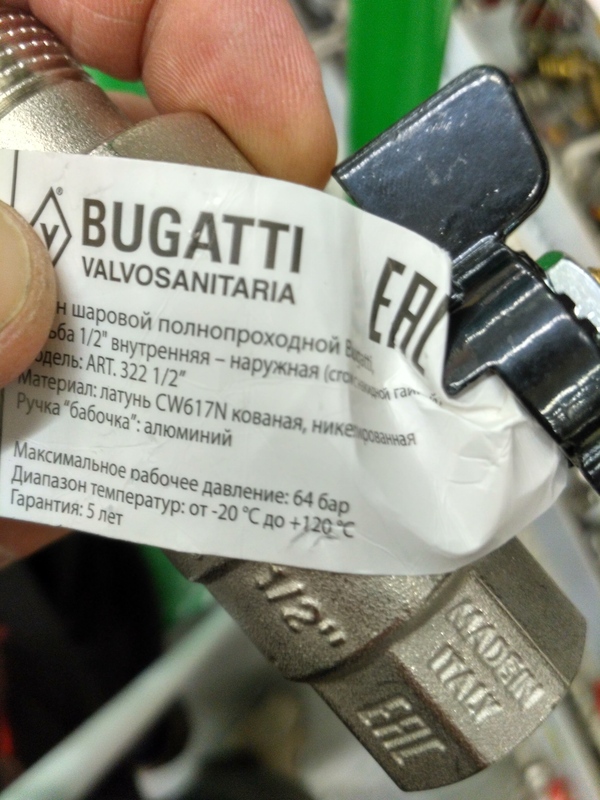 BUGATTI
VALVOSANITARIA
EAC
шаровой полнопроходной Bugatti,
1/2" внутренняя – наружная
ART. 322 1/2"
Материал: латунь CW617N кованая, никелированная
Ручка "бабочка": алюминий
Максимальное рабочее давление: 64 бар
Диапазон температур: от -20 °C до +120 °C
Гарантия: 5 лет
1/2"
MADE IN
ITALY
EAC